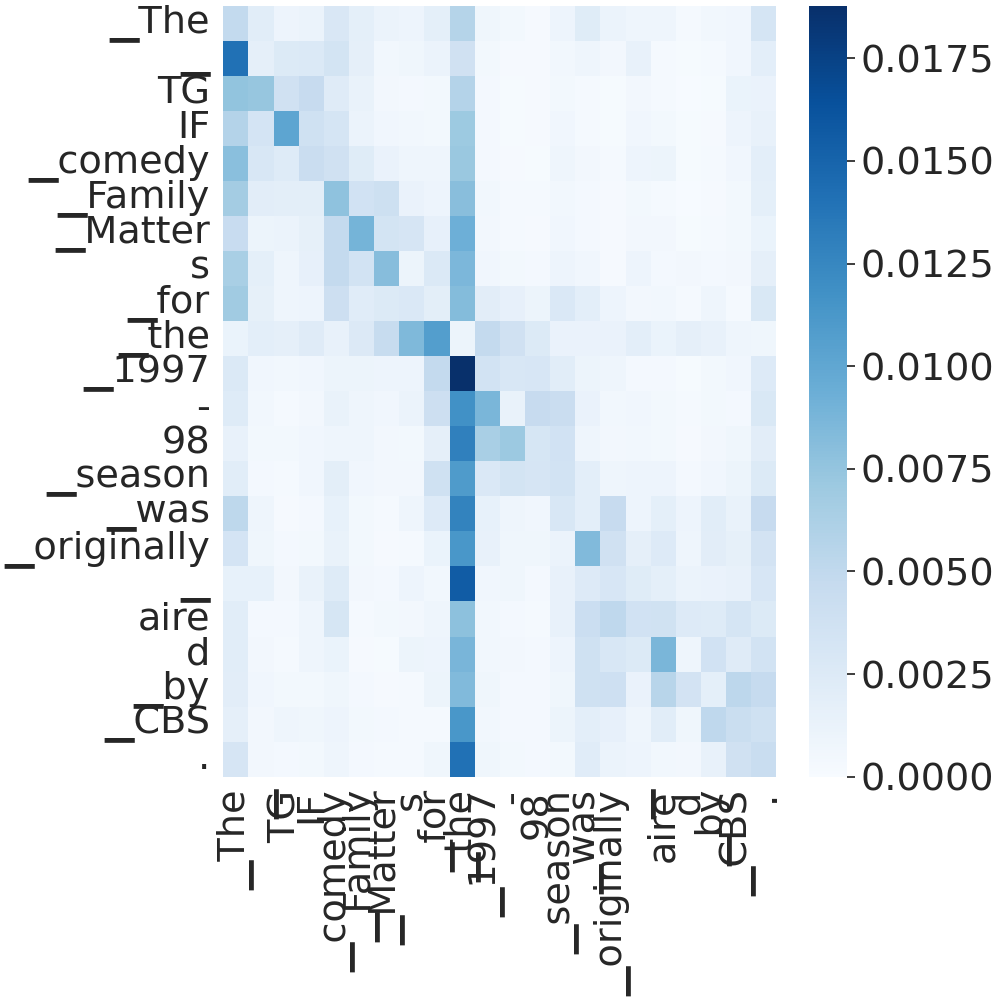 _The
_
TG
IF
_comedy
_Family
_Matter
s
_for
_the
_1997
-
98
_season
_was
_originally
_
aire
d
_by
_CBS
.
0.0175
0.0150
0.0125
0.0100
0.0075
0.0050
0.0025
0.0000
_The
_
TG
IF
_comedy
_Family
_Matter
s
_for
_the
_1997
-
98
_season
_was
_originally
_
aire
d
_by
_CBS
.